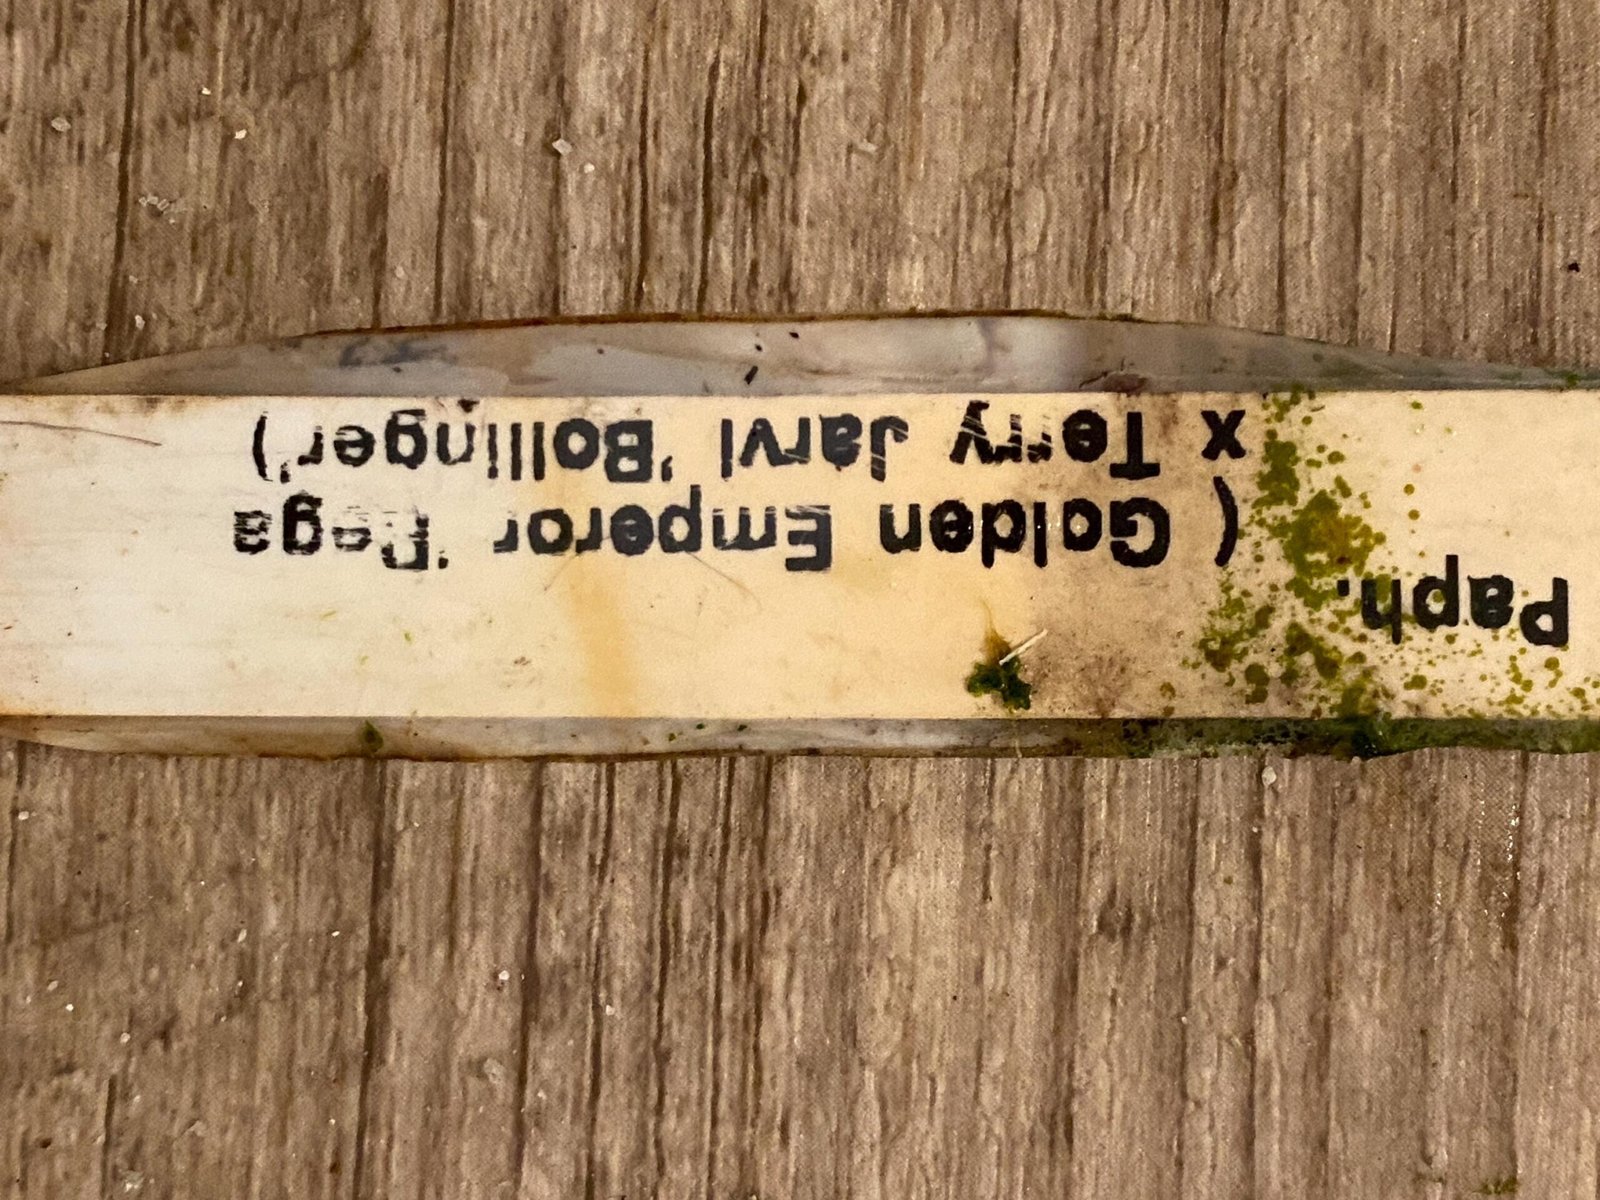 Paph.
( Golden Emperor 'Rega
x Terry Jarvi 'Bollinger')